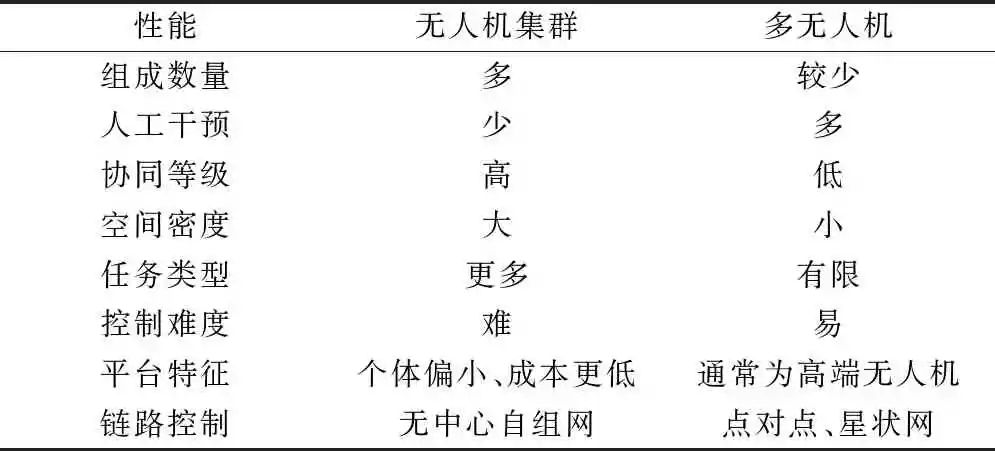 性能 无人机集群 多无人机
组成数量 多 较少
人工干预 少 多
协同等级 高 低
空间密度 大 小
任务类型 更多 有限
控制难度 难 易
平台特征 个体偏小、成本更低 通常为高端无人机
链路控制 无中心自组网 点对点、星状网